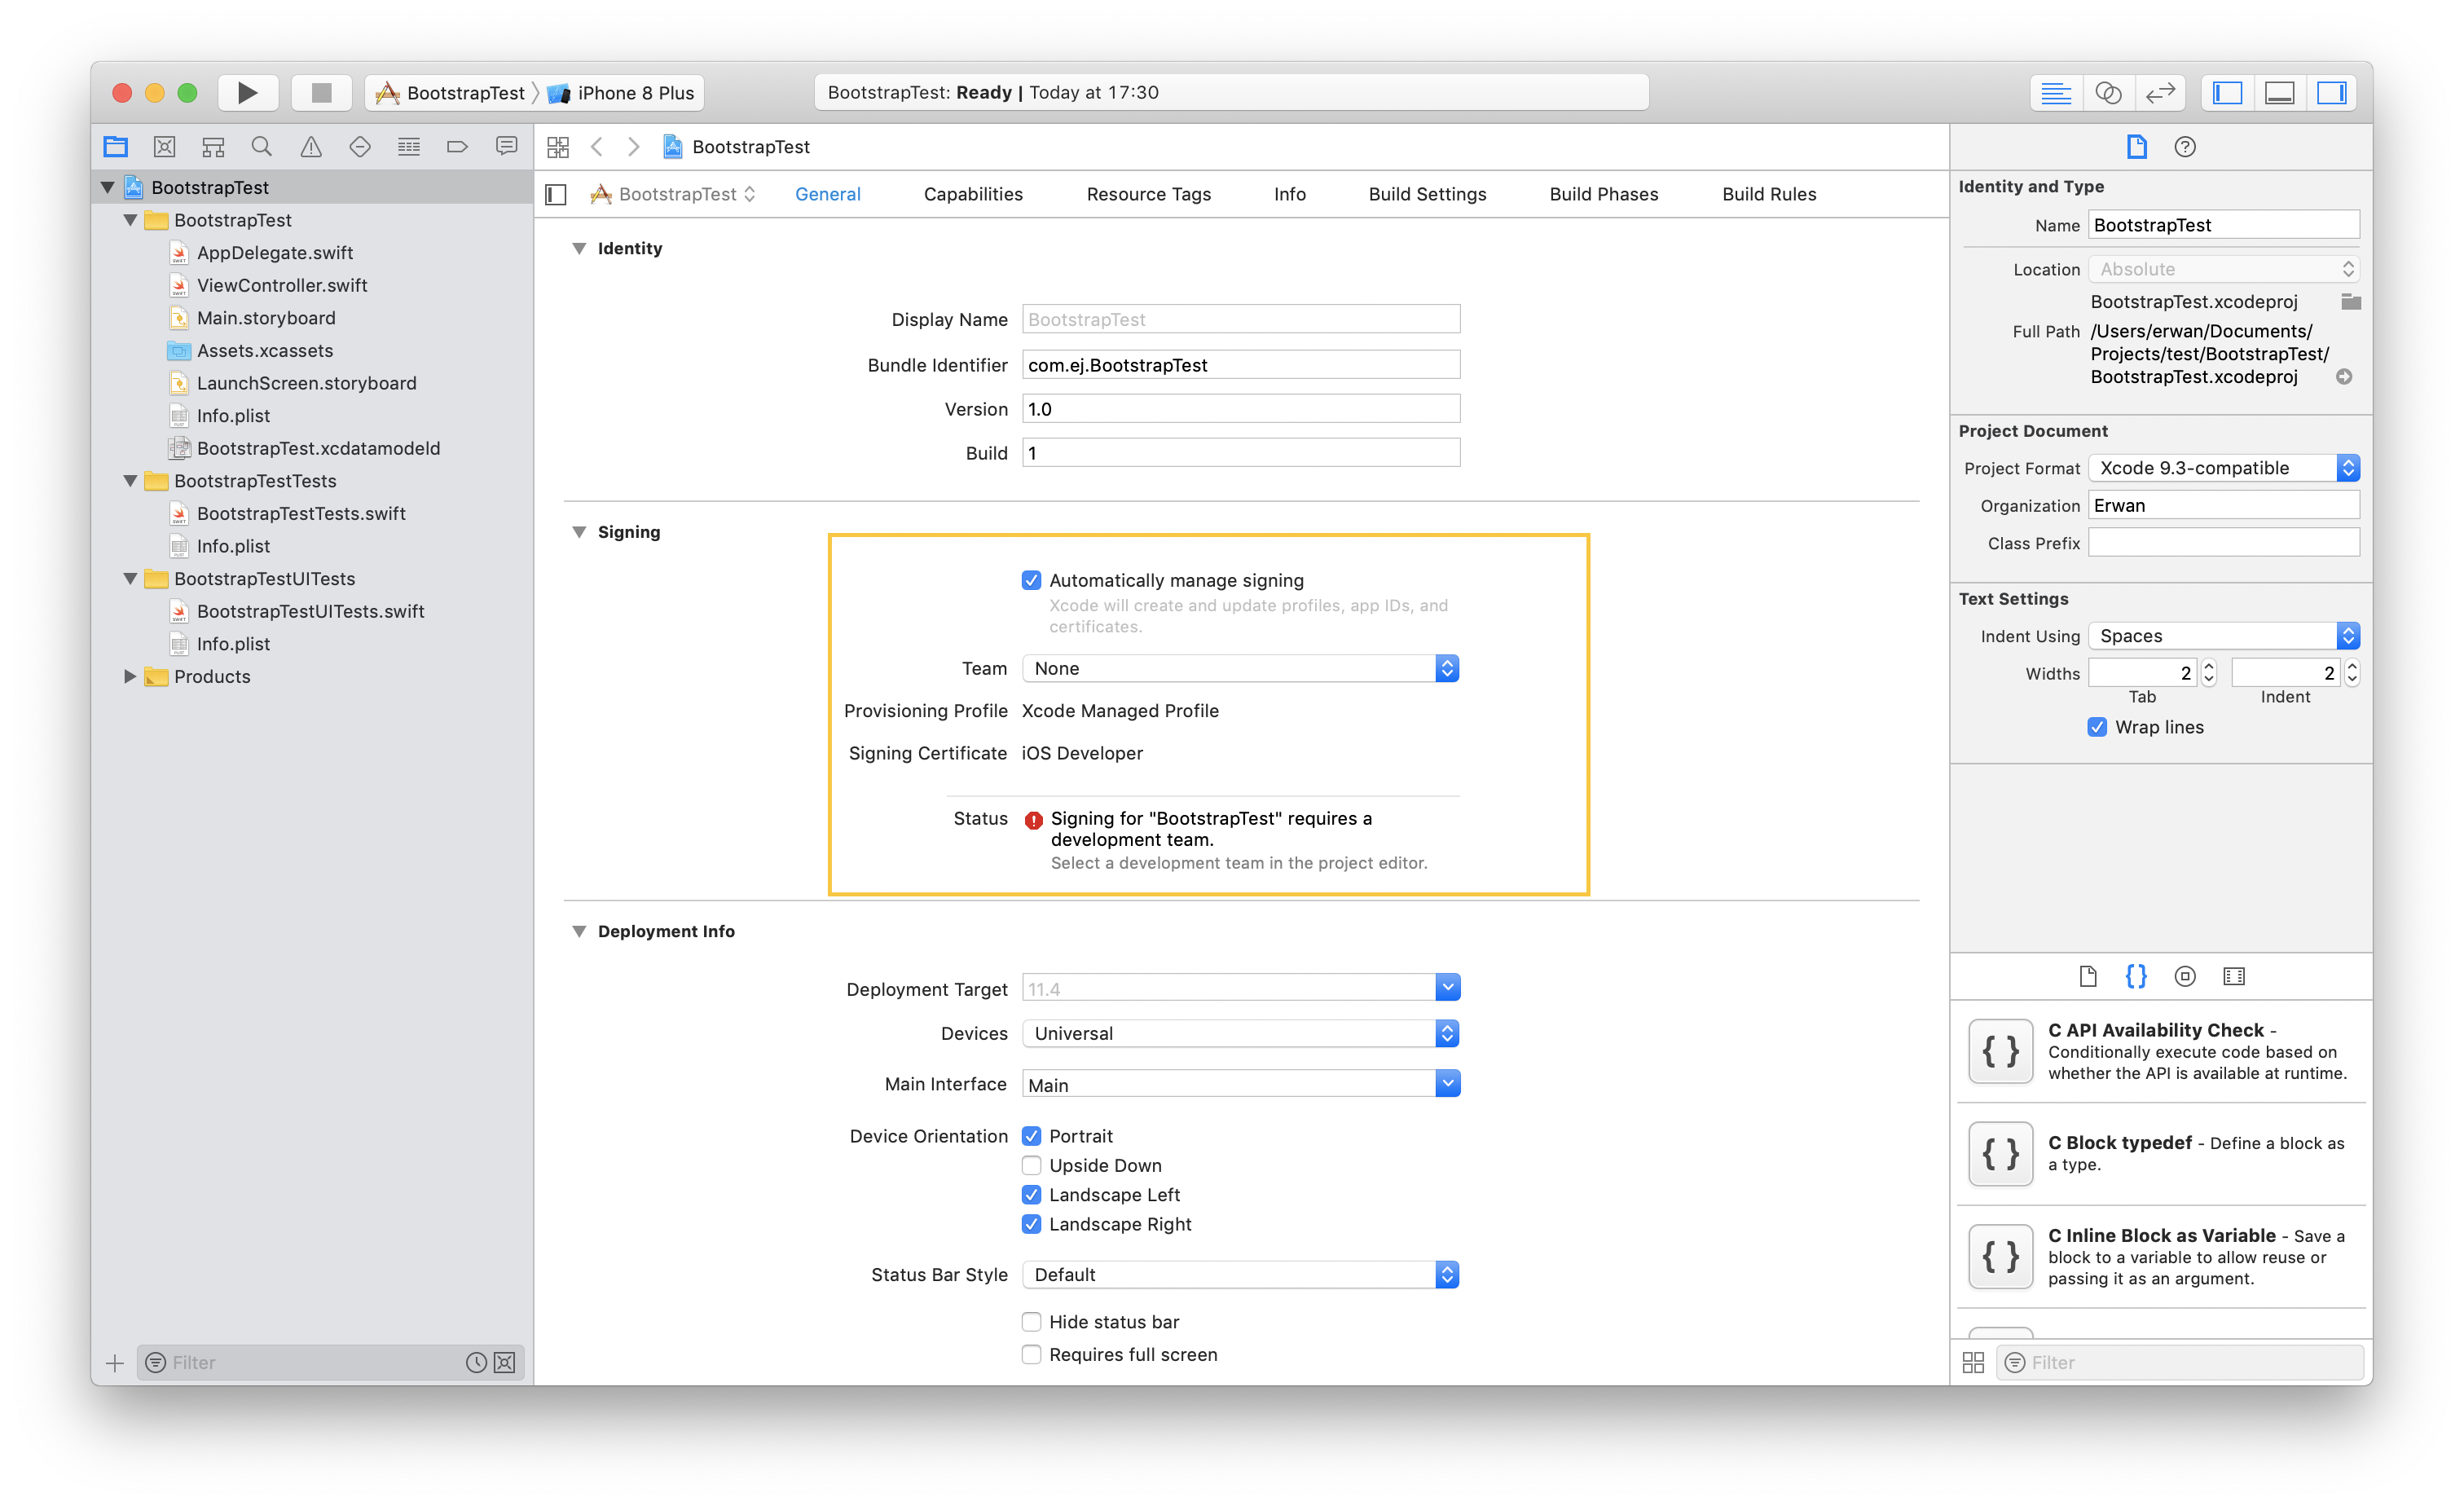 BootstrapTest
iPhone 8 Plus
BootstrapTest: Ready | Today at 17:30
BootstrapTest
BootstrapTest
AppDelegate.swift
ViewController.swift
Main.storyboard
Assets.xcassets
LaunchScreen.storyboard
Info.plist
BootstrapTest.xcdatamodeld
BootstrapTestTests
BootstrapTestTests.swift
Info.plist
BootstrapTestUITests
BootstrapTestUITests.swift
Info.plist
Products
Filter
BootstrapTest
BootstrapTest
General
Capabilities
Resource Tags
Info
Build Settings
Build Phases
Build Rules
Identity
Display Name BootstrapTest
Bundle Identifier com.ej.BootstrapTest
Version 1.0
Build 1
Signing
Automatically manage signing
Xcode will create and update profiles, app IDs, and
certificates.
Team None
Provisioning Profile Xcode Managed Profile
Signing Certificate iOS Developer
Status Signing for "BootstrapTest" requires a
development team.
Select a development team in the project editor.
Deployment Info
Deployment Target 11.4
Devices Universal
Main Interface Main
Device Orientation Portrait
Upside Down
Landscape Left
Landscape Right
Status Bar Style Default
Hide status bar
Requires full screen
Identity and Type
Name BootstrapTest
Location Absolute
BootstrapTest.xcodeproj
Full Path /Users/erwan/Documents/
Projects/test/BootstrapTest/
BootstrapTest.xcodeproj
Project Document
Project Format Xcode 9.3-compatible
Organization Erwan
Class Prefix
Text Settings
Indent Using Spaces
Widths 2 2
Tab Indent
Wrap lines
{ } C API Availability Check -
Conditionally execute code based on
whether the API is available at runtime.
{ } C Block typedef - Define a block as
a type.
{ } C Inline Block as Variable - Save a
block to a variable to allow reuse or
passing it as an argument.
Filter